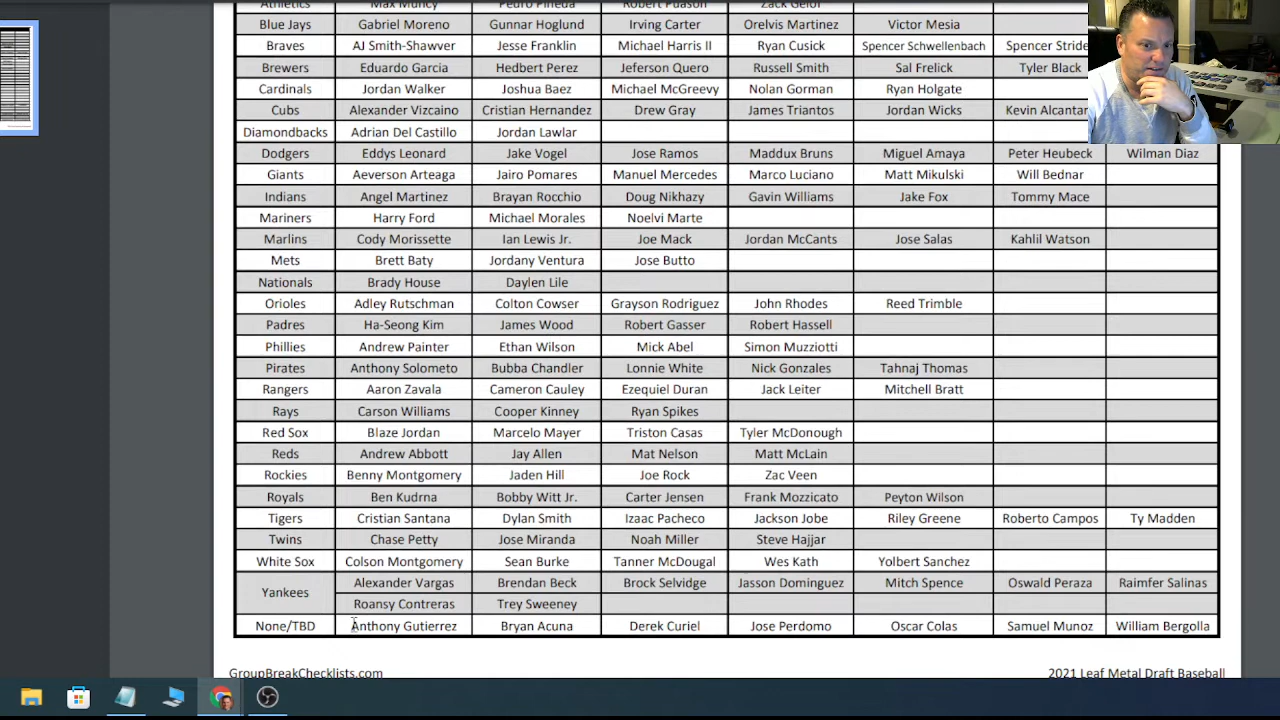 Athletics Max Muncy Pedro Pineda Robert Puason Zack Gelof
Blue Jays Gabriel Moreno Gunnar Hoglund Irving Carter Orelvis Martinez Victor Mesia
Braves AJ Smith-Shawver Jesse Franklin Michael Harris II Ryan Cusick Spencer Schwellenbach Spencer Stride
Brewers Eduardo Garcia Hedbert Perez Jeferson Quero Russell Smith Sal Frelick Tyler Black
Cardinals Jordan Walker Joshua Baez Michael McGreevy Nolan Gorman Ryan Holgate
Cubs Alexander Vizcaino Cristian Hernandez Drew Gray James Triantos Jordan Wicks Kevin Alcantar
Diamondbacks Adrian Del Castillo Jordan Lawlar
Dodgers Eddys Leonard Jake Vogel Jose Ramos Maddux Bruns Miguel Amaya Peter Heubeck Wilman Diaz
Giants Aeverson Arteaga Jairo Pomares Manuel Mercedes Marco Luciano Matt Mikulski Will Bednar
Indians Angel Martinez Brayan Rocchio Doug Nikhazy Gavin Williams Jake Fox Tommy Mace
Mariners Harry Ford Michael Morales Noelvi Marte
Marlins Cody Morissette Ian Lewis Jr. Joe Mack Jordan McCants Jose Salas Kahlil Watson
Mets Brett Baty Jordany Ventura Jose Butto
Nationals Brady House Daylen Lile
Orioles Adley Rutschman Colton Cowser Grayson Rodriguez John Rhodes Reed Trimble
Padres Ha-Seong Kim James Wood Robert Gasser Robert Hassell
Phillies Andrew Painter Ethan Wilson Mick Abel Simon Muzziotti
Pirates Anthony Solometo Bubba Chandler Lonnie White Nick Gonzales Tahnaj Thomas
Rangers Aaron Zavala Cameron Cauley Ezequiel Duran Jack Leiter Mitchell Bratt
Rays Carson Williams Cooper Kinney Ryan Spikes
Red Sox Blaze Jordan Marcelo Mayer Triston Casas Tyler McDonough
Reds Andrew Abbott Jay Allen Mat Nelson Matt McLain
Rockies Benny Montgomery Jaden Hill Joe Rock Zac Veen
Royals Ben Kudrna Bobby Witt Jr. Carter Jensen Frank Mozzicato Peyton Wilson
Tigers Cristian Santana Dylan Smith Izaac Pacheco Jackson Jobe Riley Greene Roberto Campos Ty Madden
Twins Chase Petty Jose Miranda Noah Miller Steve Hajjar
White Sox Colson Montgomery Sean Burke Tanner McDougal Wes Kath Yolbert Sanchez
Yankees Alexander Vargas Brendan Beck Brock Selvidge Jasson Dominguez Mitch Spence Oswald Peraza Raimfer Salinas
Roansy Contreras Trey Sweeney
None/TBD Anthony Gutierrez Bryan Acuna Derek Curiel Jose Perdomo Oscar Colas Samuel Munoz William Bergolla
GroupBreakChecklists.com 2021 Leaf Metal Draft Baseball